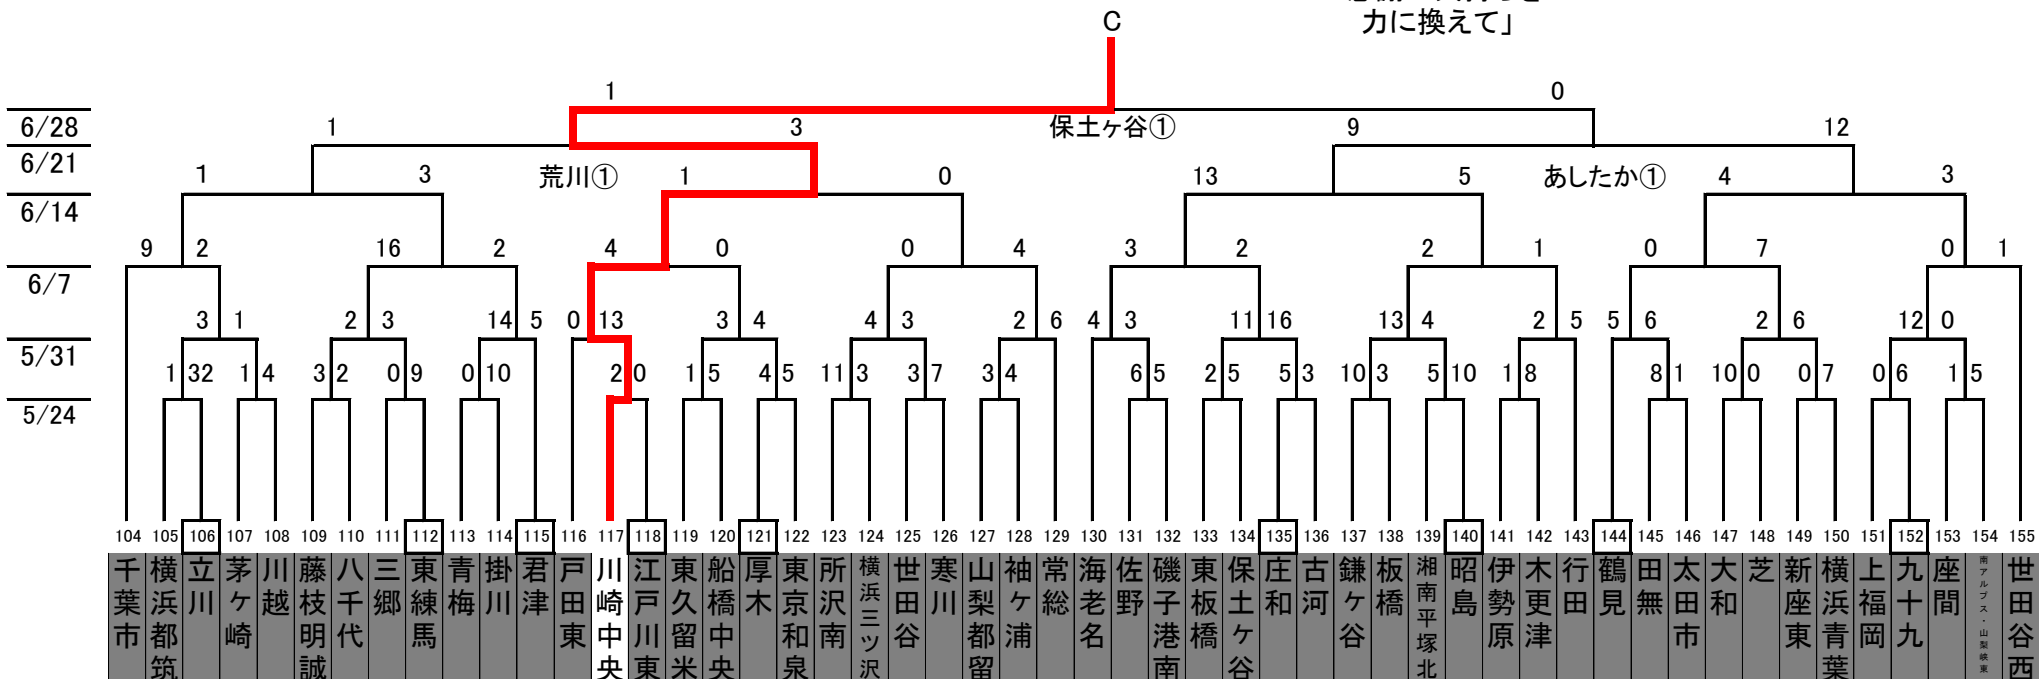 C
力に換えて」
1 0
6/28 1 3 保土ヶ谷① 9 12
6/21 1 3 荒川① 1 0 13 5 あしたか① 4 3
6/14
9 2 16 2 4 0 0 4 3 2 2 1 0 7 0 1
6/7
3 1 2 3 14 5 0 13 3 4 4 3 2 6 4 3 11 16 13 4 2 5 5 6 2 6 12 0
5/31
1 32 1 4 3 2 0 9 0 10 2 0 1 5 4 5 11 3 3 7 3 4 6 5 2 5 5 3 10 3 5 10 1 8 8 1 10 0 0 7 0 6 1 5
5/24
104 105 106 107 108 109 110 111 112 113 114 115 116 117 118 119 120 121 122 123 124 125 126 127 128 129 130 131 132 133 134 135 136 137 138 139 140 141 142 143 144 145 146 147 148 149 150 151 152 153 154 155
千葉市
横浜都筑
立川
茅ケ崎
川越
藤枝明誠
八千代
三郷
東練馬
青梅
掛川
君津
戸田東
川崎中央
江戸川東
東久留米
船橋中央
厚木
東京和泉
所沢南
横浜三ツ沢
世田谷
寒川
山梨都留
袖ヶ浦
常総
海老名
佐野
磯子港南
東板橋
保土ケ谷
庄和
古河
鎌ケ谷
板橋
湘南平塚北
昭島
伊勢原
木更津
行田
鶴見
田無
太田市
大和
芝
新座東
横浜青葉
上福岡
九十九
座間
南アルプス・山梨峡東
世田谷西